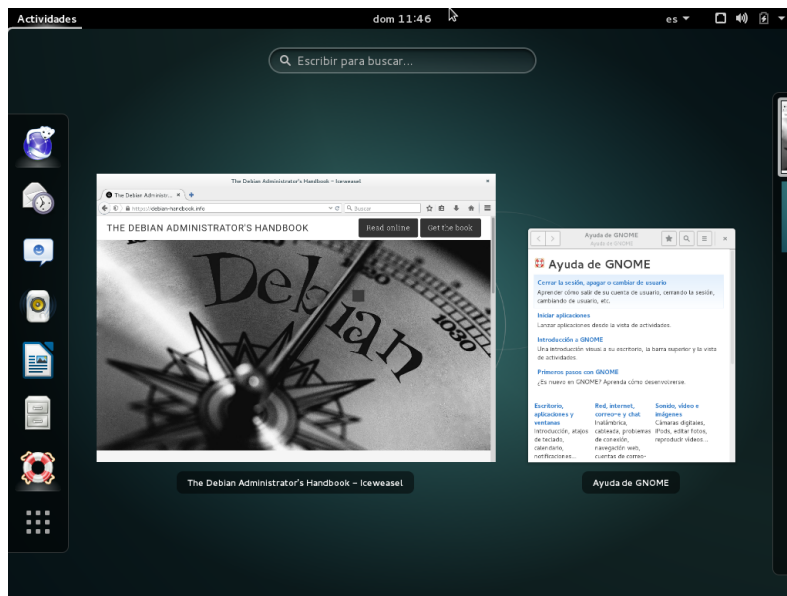 Actividades
dom 11:46
es
Escribir para buscar...
The Debian Administrator's Handbook - Iceweasel
The Debian Administ...
https://debian-handbook.info
Buscar
THE DEBIAN ADMINISTRATOR'S HANDBOOK
Read online
Get the book
Debian
1030
Ayuda de GNOME
Ayuda de GNOME
Ayuda de GNOME
Cerrar la sesión, apagar o cambiar de usuario
Aprender cómo salir de su cuenta de usuario, cerrando la sesión,
cambiando de usuario, etc.
Iniciar aplicaciones
Lanzar aplicaciones desde la vista de actividades.
Introducción a GNOME
Una introducción visual a su escritorio, la barra superior y la vista
de actividades.
Primeros pasos con GNOME
¿Es nuevo en GNOME? Aprenda cómo desenvolverse.
Escritorio,
aplicaciones y
ventanas
Introducción, atajos
de teclado,
calendario,
notificaciones...
Red, internet,
correo-e y chat
Inalámbrica,
cableada, problemas
de conexión,
navegación web,
cuentas de correo-
Sonido, vídeo e
imágenes
Cámaras digitales,
iPods, editar fotos,
reproducir vídeos...
The Debian Administrator's Handbook - Iceweasel
Ayuda de GNOME